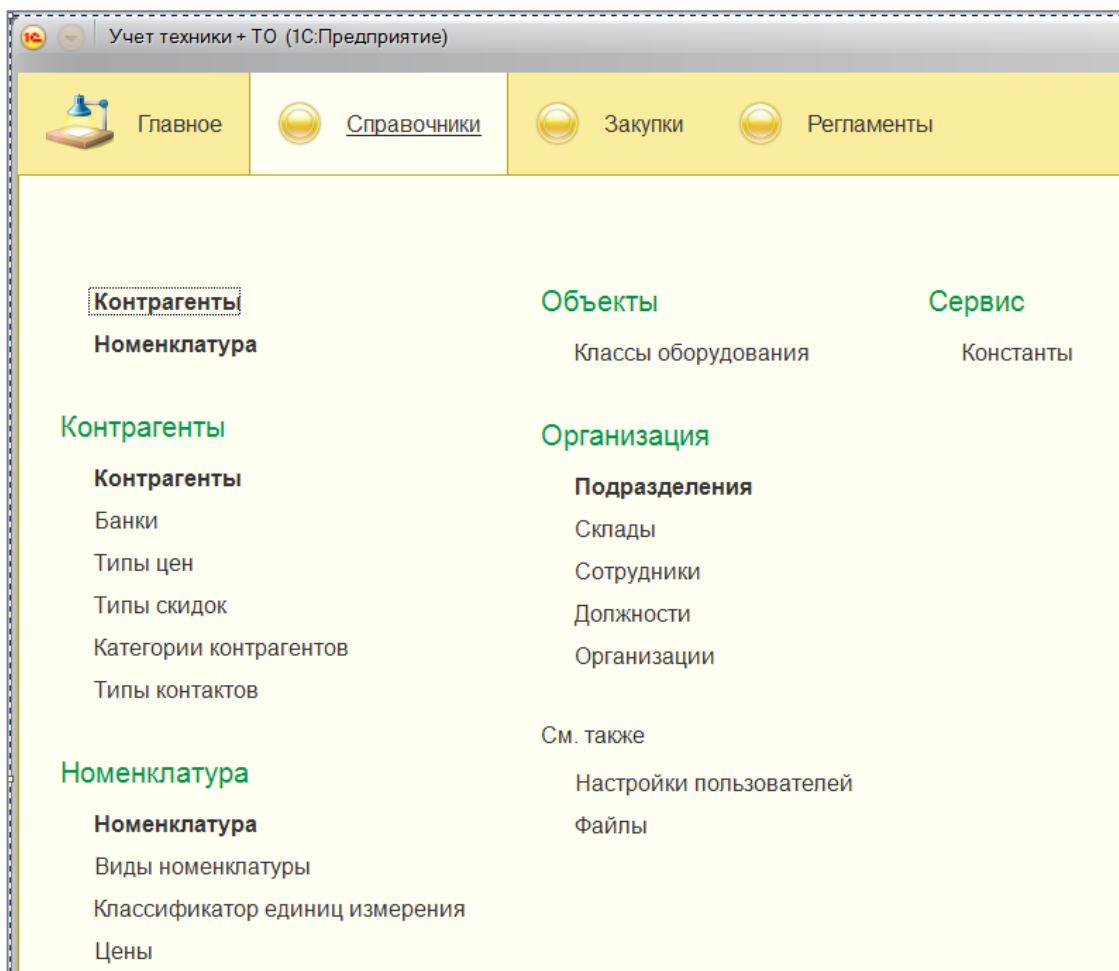 1С Учет техники + ТО (1С:Предприятие)
Главное Справочники Закупки Регламенты
Контрагенты
Номенклатура
Контрагенты
Контрагенты
Банки
Типы цен
Типы скидок
Категории контрагентов
Типы контактов
Номенклатура
Номенклатура
Виды номенклатуры
Классификатор единиц измерения
Цены
Объекты
Классы оборудования
Организация
Подразделения
Склады
Сотрудники
Должности
Организации
См. также
Настройки пользователей
Файлы
Сервис
Константы